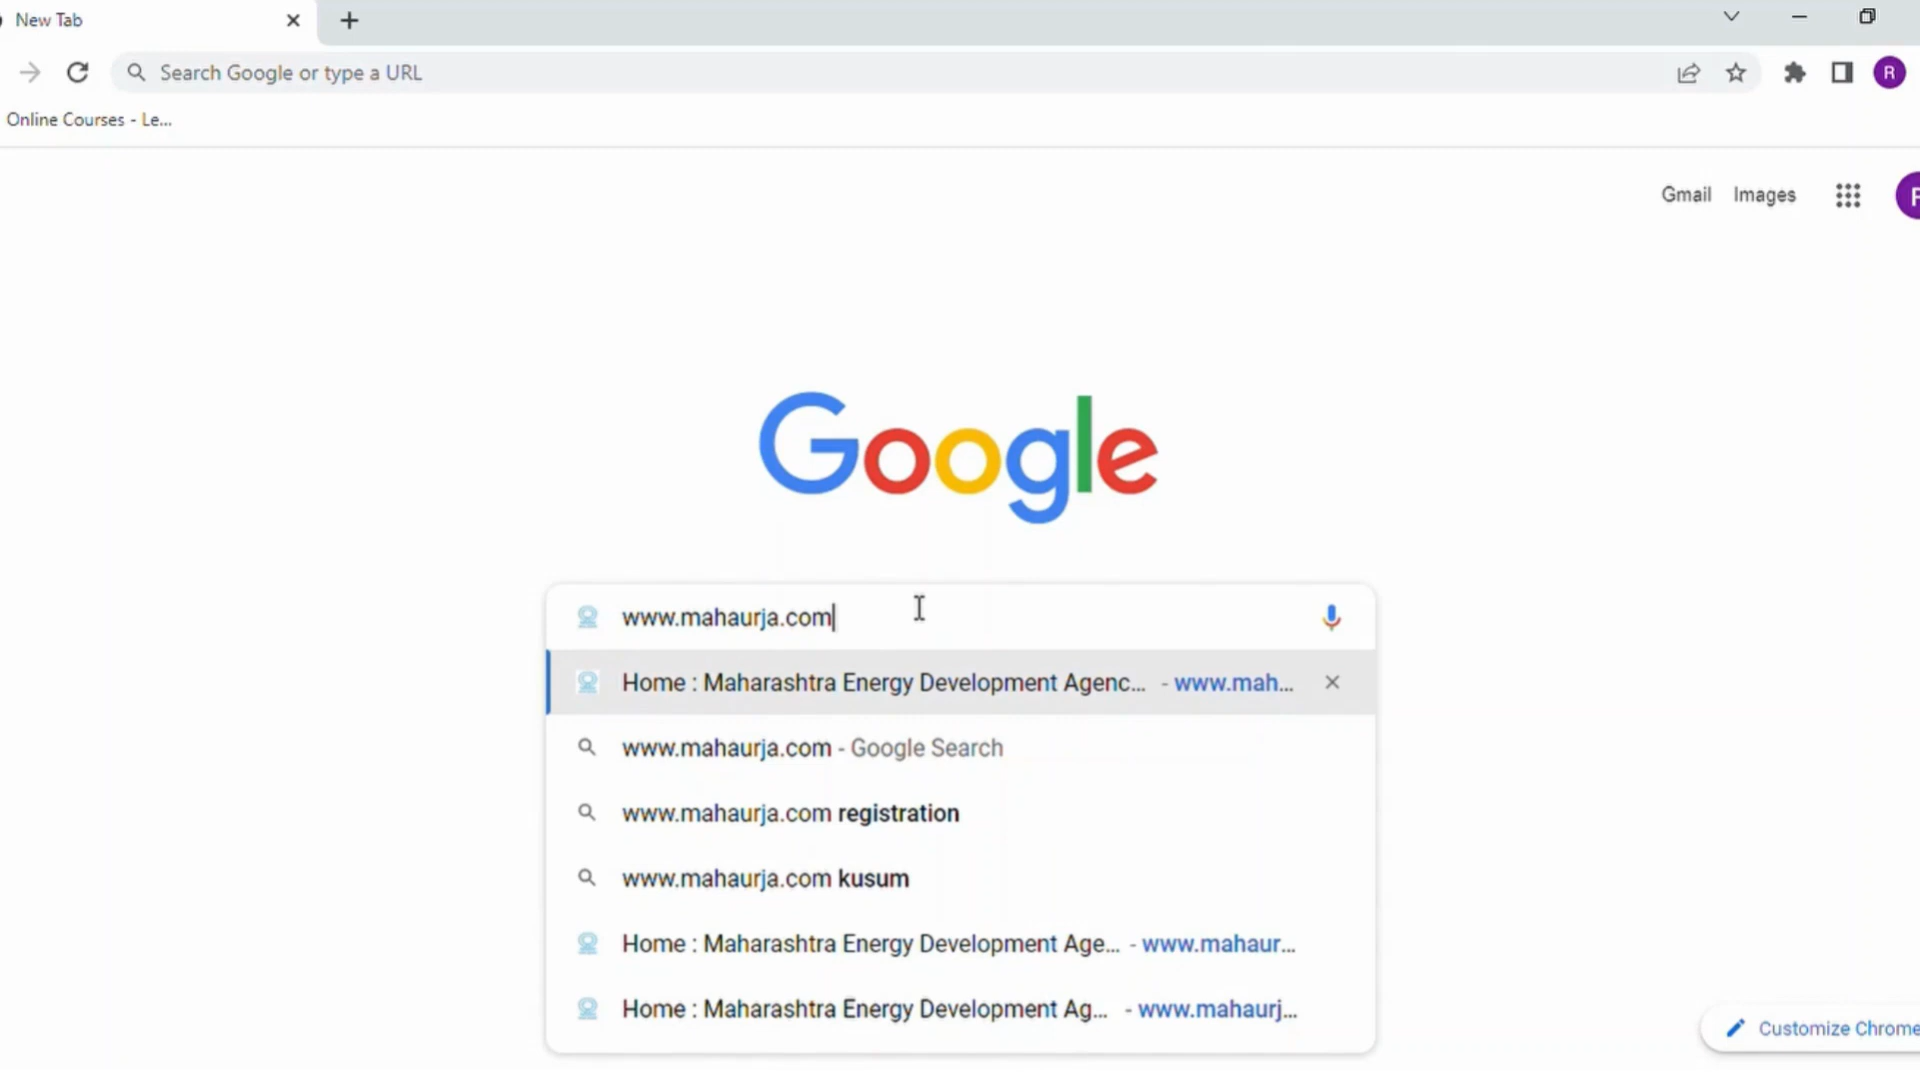 New Tab
Search Google or type a URL
R
Online Courses - Le...
Gmail Images
Google
www.mahaurja.com
Home : Maharashtra Energy Development Agenc... - www.mah...
www.mahaurja.com - Google Search
www.mahaurja.com registration
www.mahaurja.com kusum
Home : Maharashtra Energy Development Age... - www.mahaur...
Home : Maharashtra Energy Development Ag... - www.mahaurj...
Customize Chrome